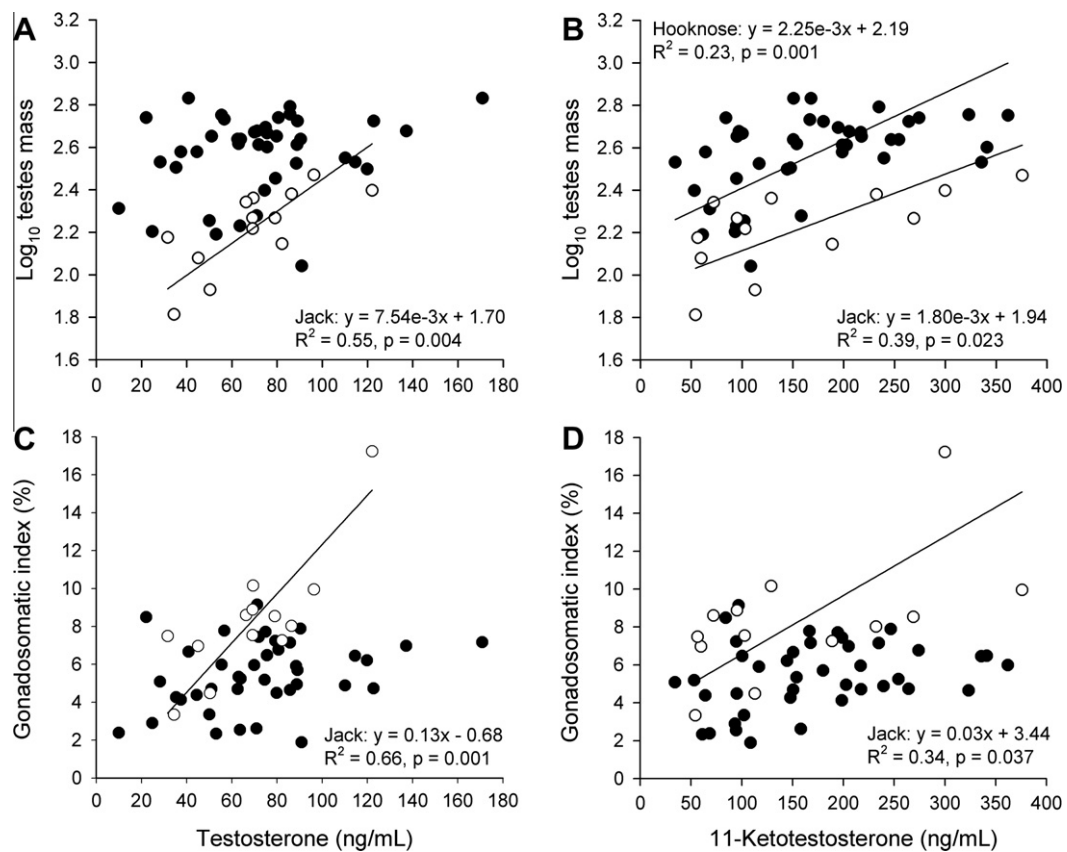 A
3.2
3.0
2.8
2.6
2.4
2.2
2.0
1.8
1.6
Log10 testes mass
Jack: y = 7.54e-3x + 1.70
R2 = 0.55, p = 0.004
0 20 40 60 80 100 120 140 160 180
B
Hooknose: y = 2.25e-3x + 2.19
R2 = 0.23, p = 0.001
3.2
3.0
2.8
2.6
2.4
2.2
2.0
1.8
1.6
Log10 testes mass
Jack: y = 1.80e-3x + 1.94
R2 = 0.39, p = 0.023
0 50 100 150 200 250 300 350 400
C
18
16
14
12
10
8
6
4
2
0
Gonadosomatic index (%)
Jack: y = 0.13x - 0.68
R2 = 0.66, p = 0.001
0 20 40 60 80 100 120 140 160 180
Testosterone (ng/mL)
D
18
16
14
12
10
8
6
4
2
0
Gonadosomatic index (%)
Jack: y = 0.03x + 3.44
R2 = 0.34, p = 0.037
0 50 100 150 200 250 300 350 400
11-Ketotestosterone (ng/mL)